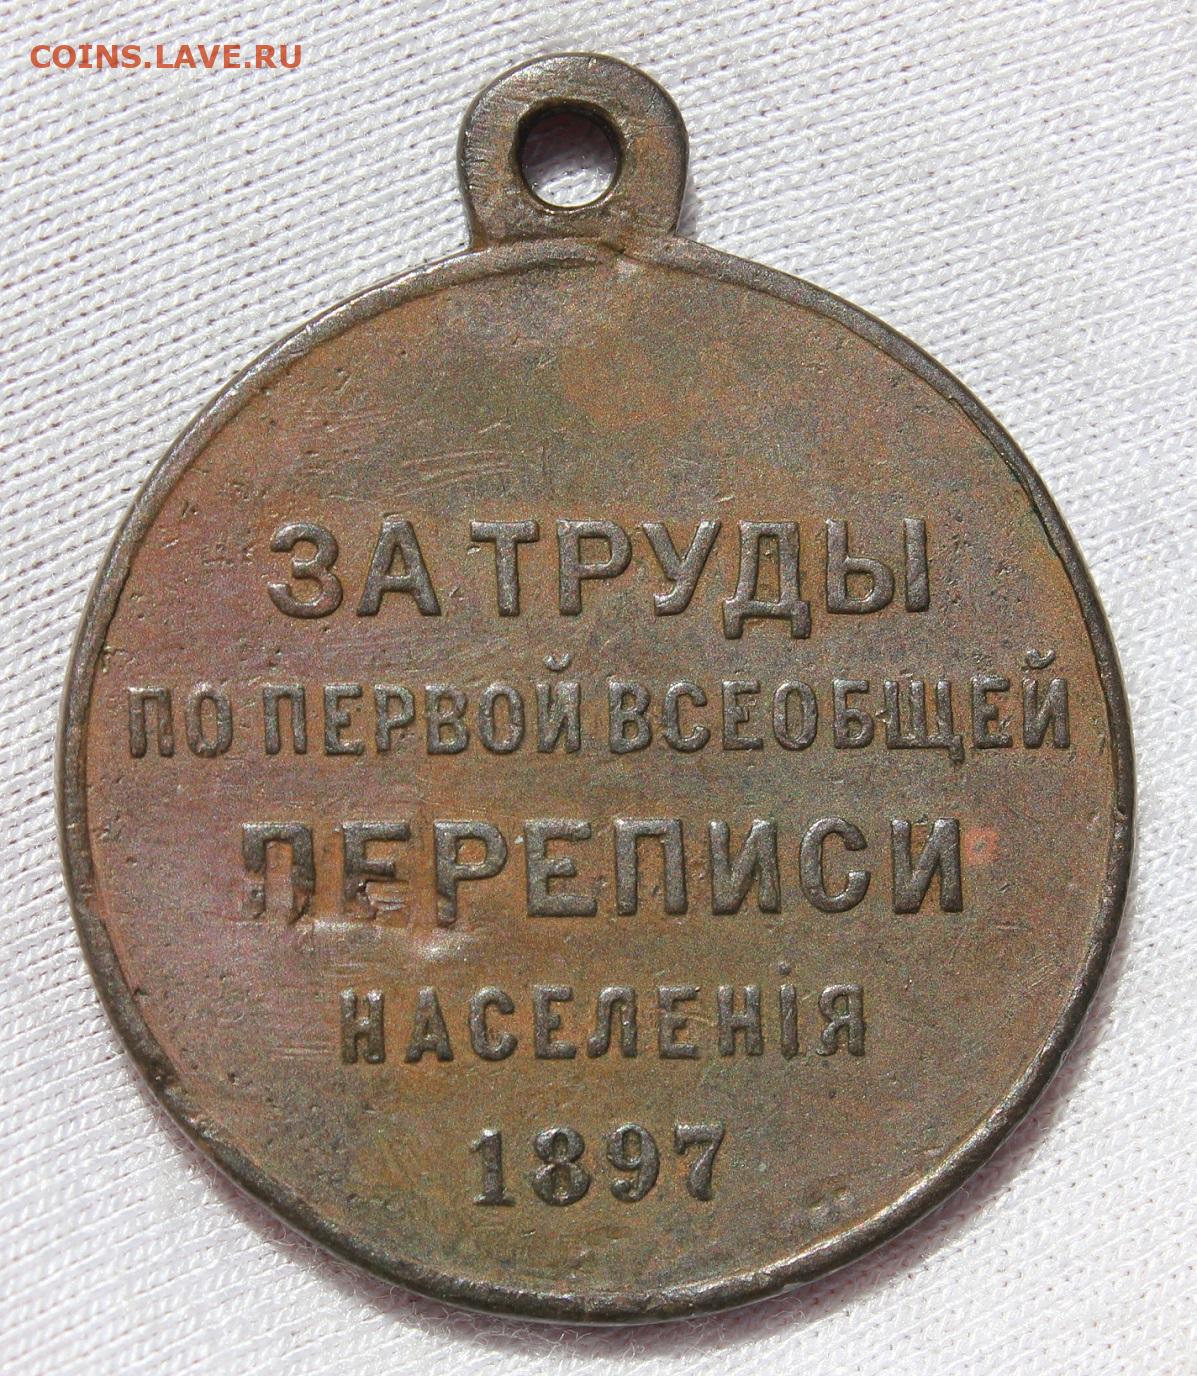 COINS.LAVE.RU
ЗА ТРУДЫ
ПО ПЕРВОЙ ВСЕОБЩЕЙ
ПЕРЕПИСИ
НАСЕЛЕНІЯ
1897